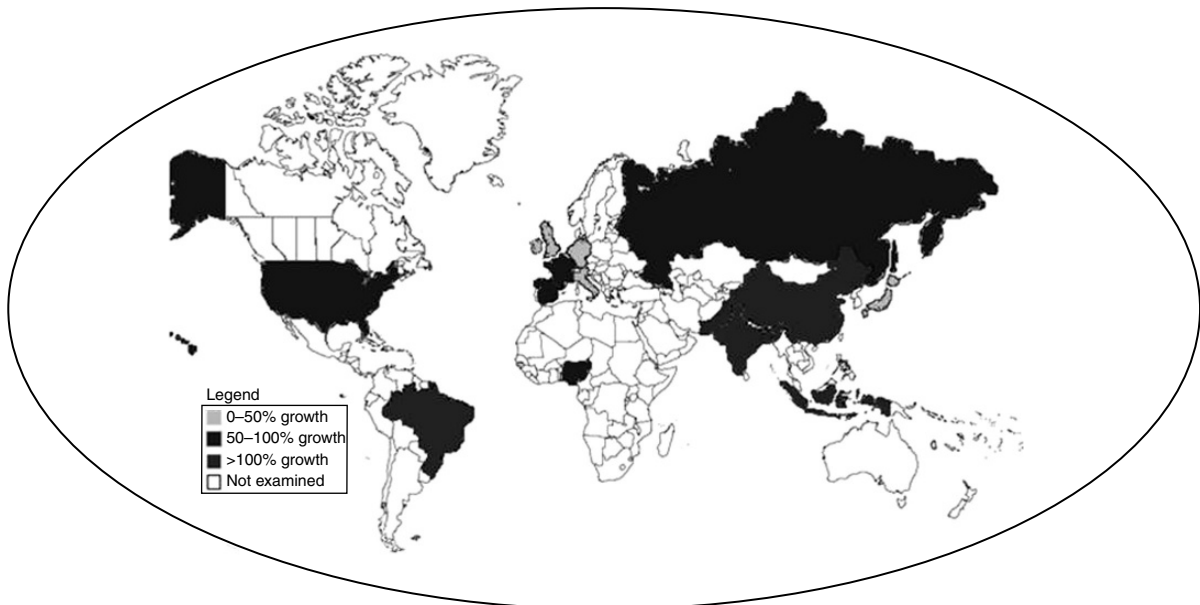 Legend
0–50% growth
50–100% growth
>100% growth
Not examined